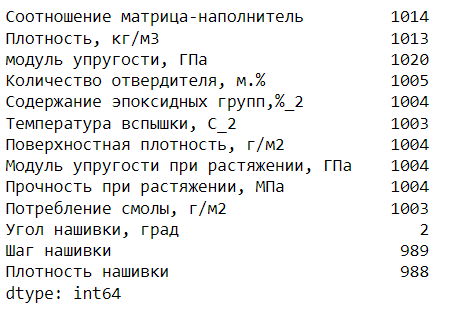 Соотношение матрица-наполнитель 1014
Плотность, кг/м3 1013
модуль упругости, ГПа 1020
Количество отвердителя, м.% 1005
Содержание эпоксидных групп,%_2 1004
Температура вспышки, С_2 1003
Поверхностная плотность, г/м2 1004
Модуль упругости при растяжении, ГПа 1004
Прочность при растяжении, МПа 1004
Потребление смолы, г/м2 1003
Угол нашивки, град 2
Шаг нашивки 989
Плотность нашивки 988
dtype: int64